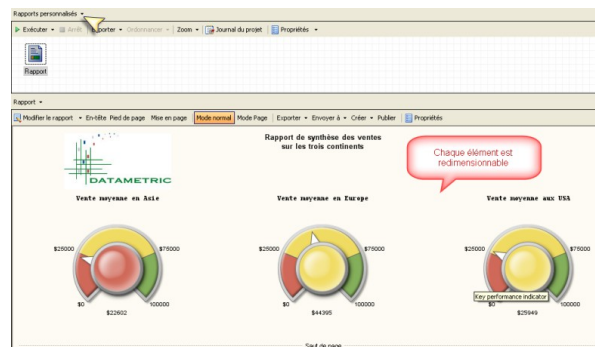 Rapports personnalisés
Exécuter Arrêt porter Ordonnancer Zoom Journal du projet Propriétés
Rapport
Rapport
Modifier le rapport En-tête Pied de page Mise en page Mode normal Mode Page Exporter Envoyer à Créer Publier Propriétés
DATAMETRIC
Rapport de synthèse des ventes
sur les trois continents
Chaque élément est
redimensionnable
Vente moyenne en Asie
Vente moyenne en Europe
Vente moyenne aux USA
$25000 $75000
$0 100000
$22602
$25000 $75000
$0 100000
$44395
$25000 $75000
Key performance indicator
$0 100000
$25949
Saut de page